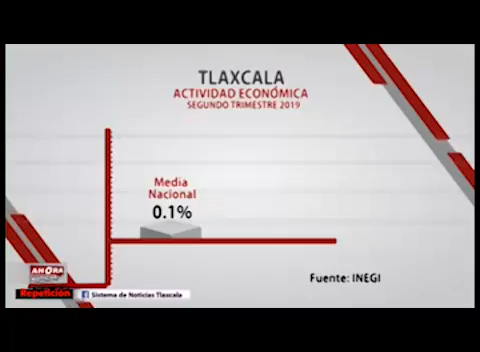 TLAXCALA
ACTIVIDAD ECONÓMICA
SEGUNDO TRIMESTRE 2019
Media
Nacional
0.1%
Fuente: INEGI
AHORA
Repetición
Sistema de Noticias Tlaxcala